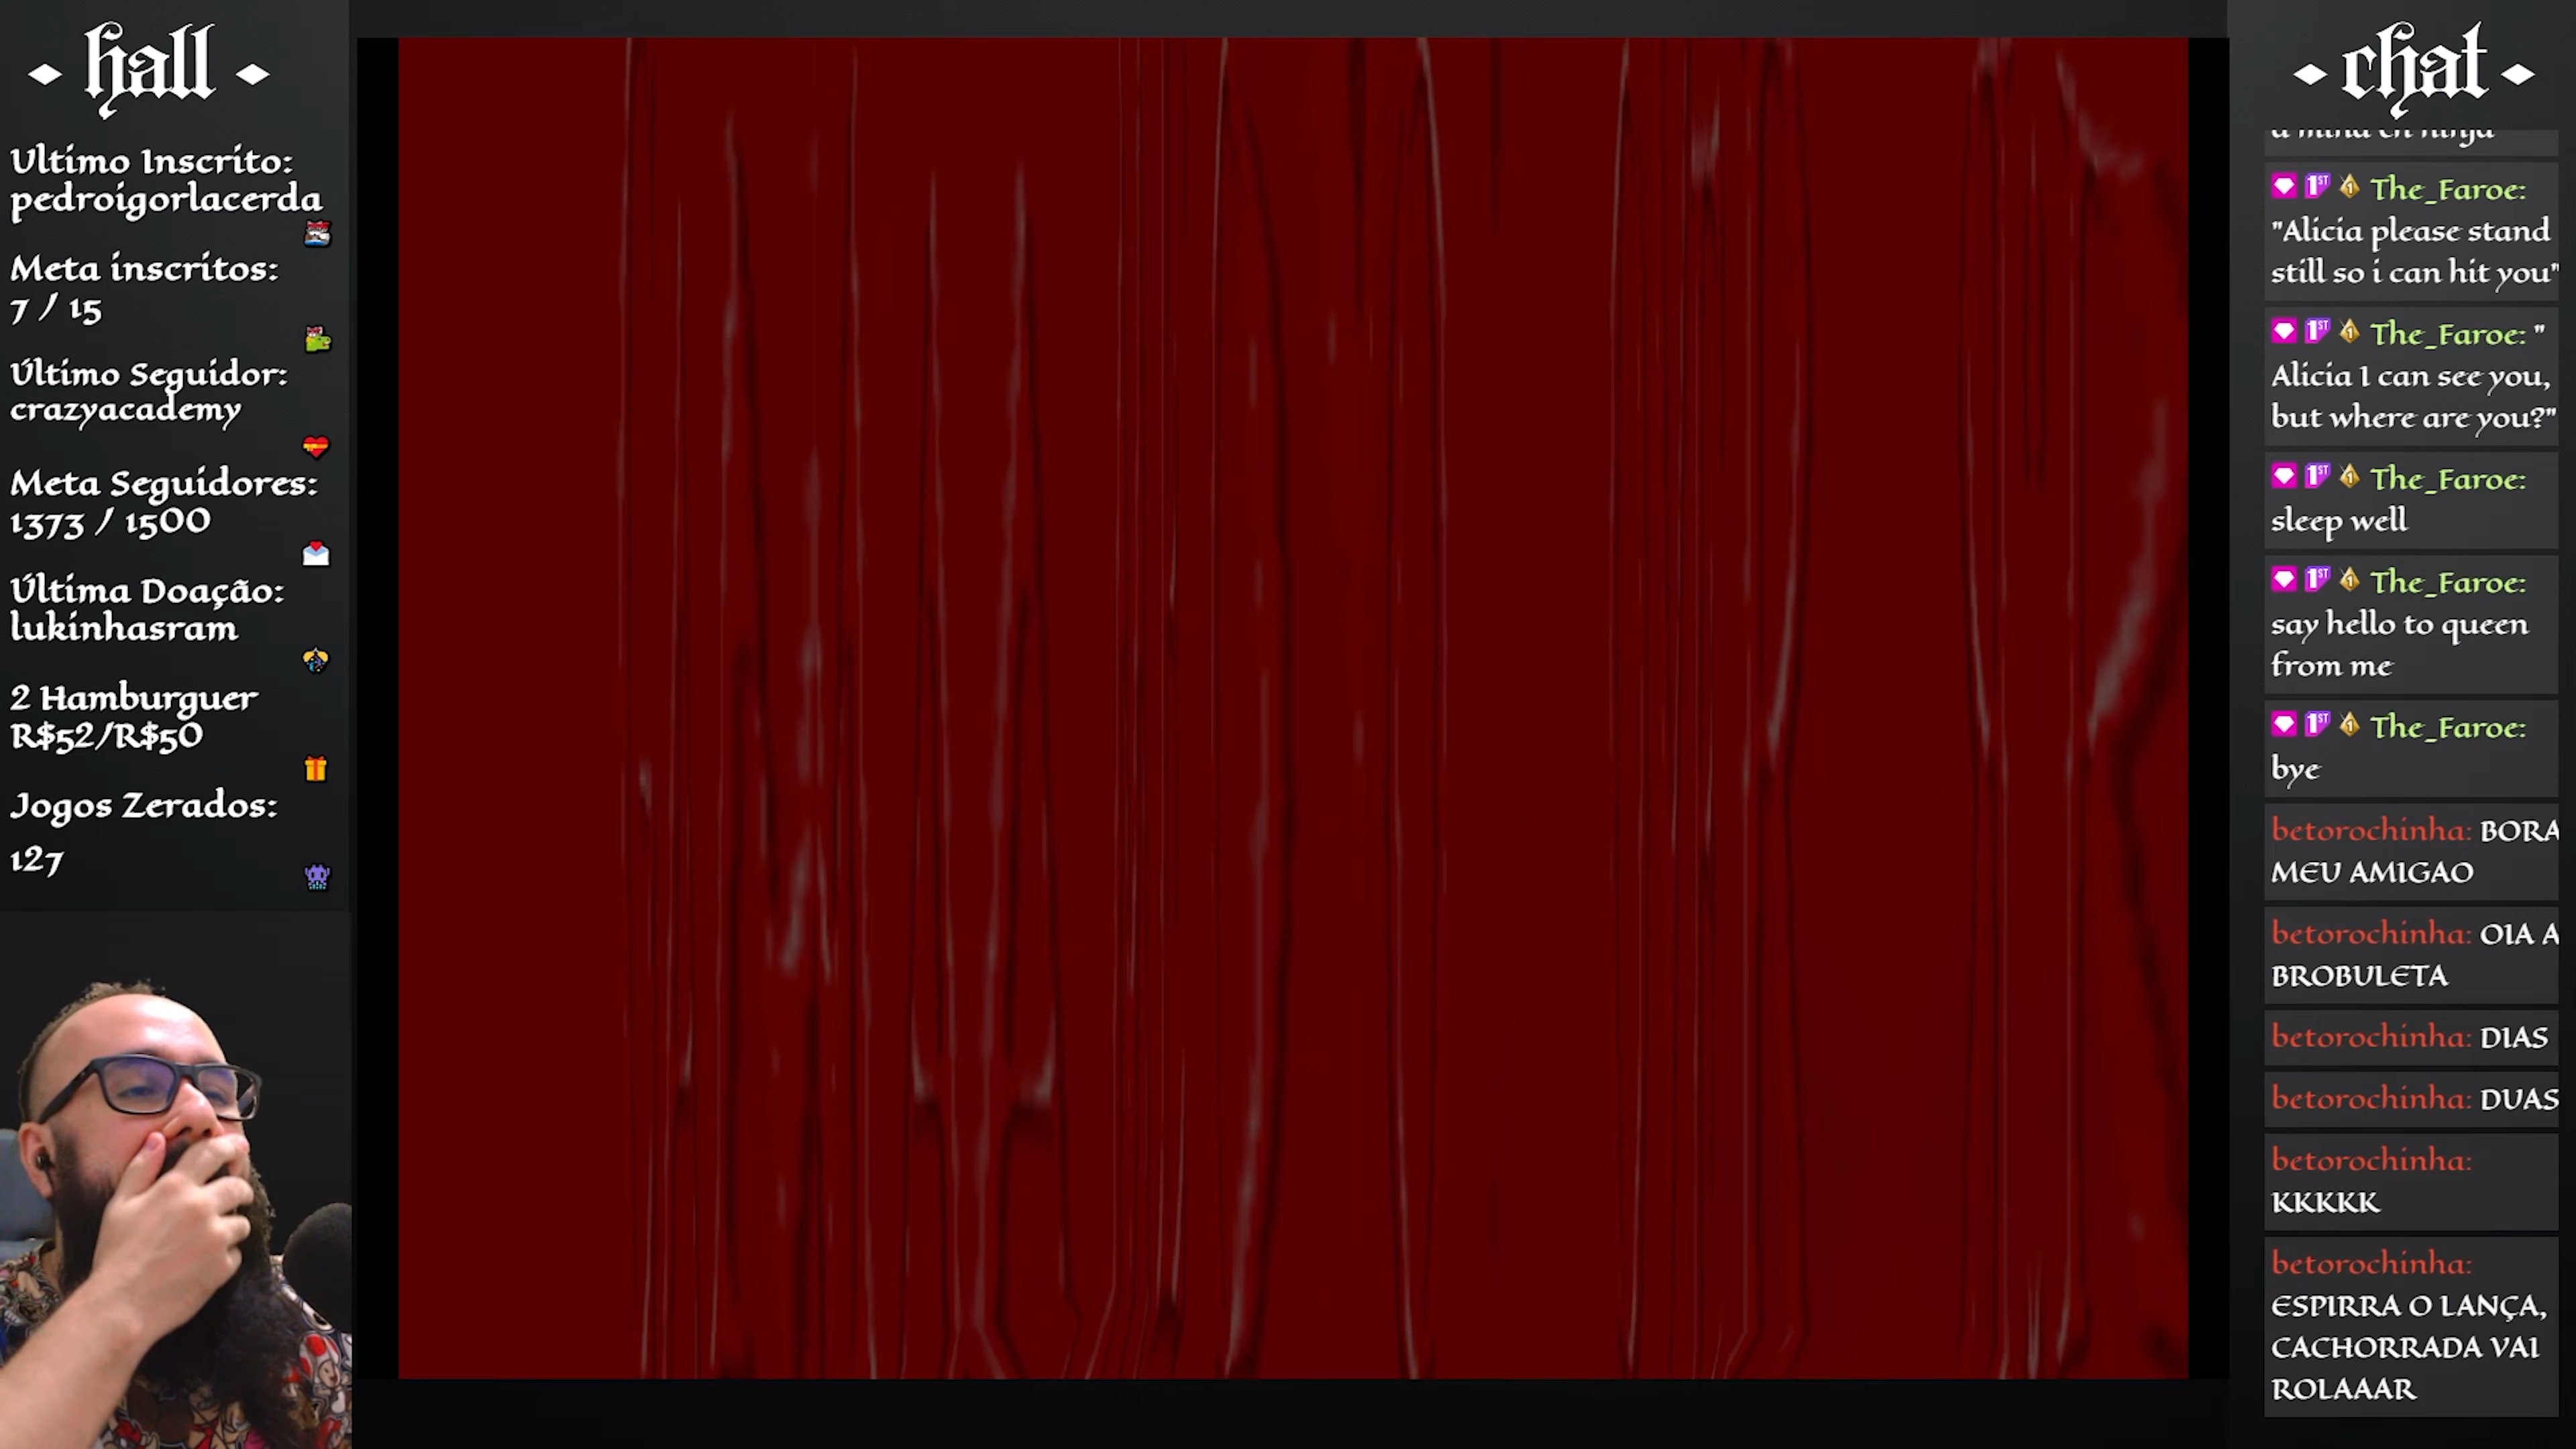 hall
Ultimo Inscrito:
pedroigorlacerda
Meta inscritos:
7 / 15
Último Seguidor:
crazyacademy
Meta Seguidores:
1373 / 1500
Última Doação:
lukinhasram
2 Hamburguer
R$52/R$50
Jogos Zerados:
127
chat
The_Faroe:
"Alicia please stand
still so i can hit you"
The_Faroe: "
Alicia I can see you,
but where are you?"
The_Faroe:
sleep well
The_Faroe:
say hello to queen
from me
The_Faroe:
bye
betorochinha: BORA
MEU AMIGAO
betorochinha: OIA A
BROBULETA
betorochinha: DIAS
betorochinha: DUAS
betorochinha:
KKKKK
betorochinha:
ESPIRRA O LANÇA,
CACHORRADA VAI
ROLAAAR